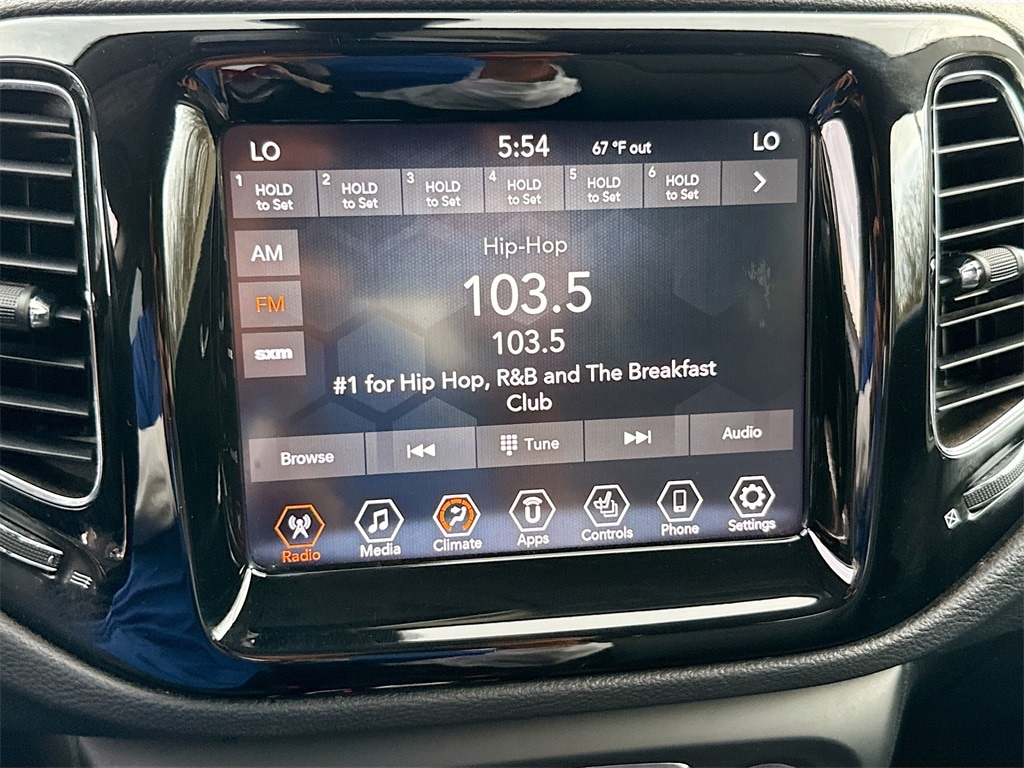 LO 5:54 67 °F out LO
1 HOLD to Set 2 HOLD to Set 3 HOLD to Set 4 HOLD to Set 5 HOLD to Set 6 HOLD to Set
AM
FM
sxm
Hip-Hop
103.5
103.5
#1 for Hip Hop, R&B and The Breakfast
Club
Browse Tune Audio
Radio Media Climate Apps Controls Phone Settings